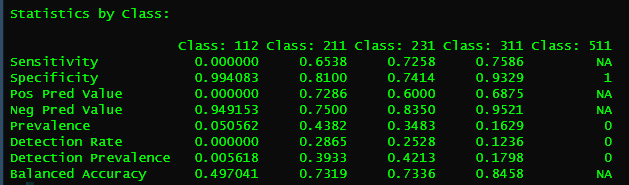 Statistics by Class:
Class: 112 Class: 211 Class: 231 Class: 311 Class: 511
Sensitivity 0.000000 0.6538 0.7258 0.7586 NA
Specificity 0.994083 0.8100 0.7414 0.9329 1
Pos Pred Value 0.000000 0.7286 0.6000 0.6875 NA
Neg Pred Value 0.949153 0.7500 0.8350 0.9521 NA
Prevalence 0.050562 0.4382 0.3483 0.1629 0
Detection Rate 0.000000 0.2865 0.2528 0.1236 0
Detection Prevalence 0.005618 0.3933 0.4213 0.1798 0
Balanced Accuracy 0.497041 0.7319 0.7336 0.8458 NA